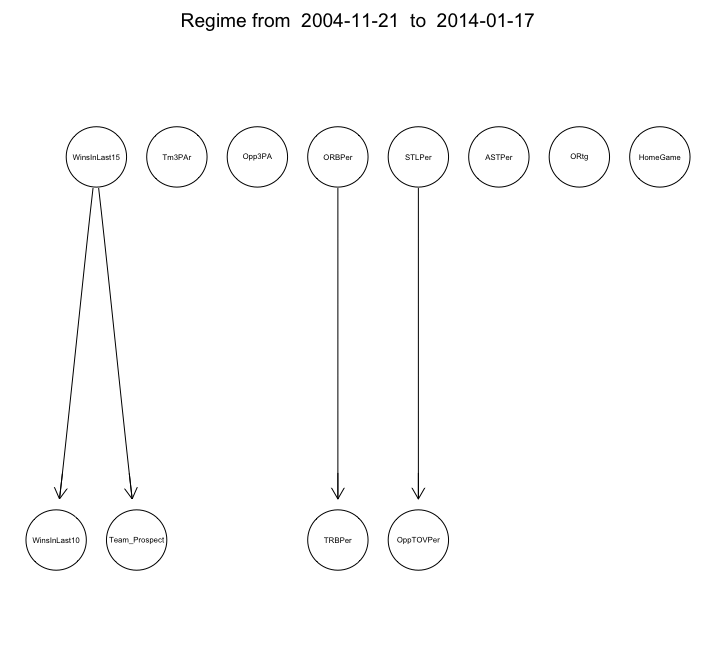 Regime from 2004-11-21 to 2014-01-17
WinsInLast15 Tm3PAr Opp3PA ORBPer STLPer ASTPer ORtg HomeGame
WinsInLast10 Team_Prospect TRBPer OppTOVPer